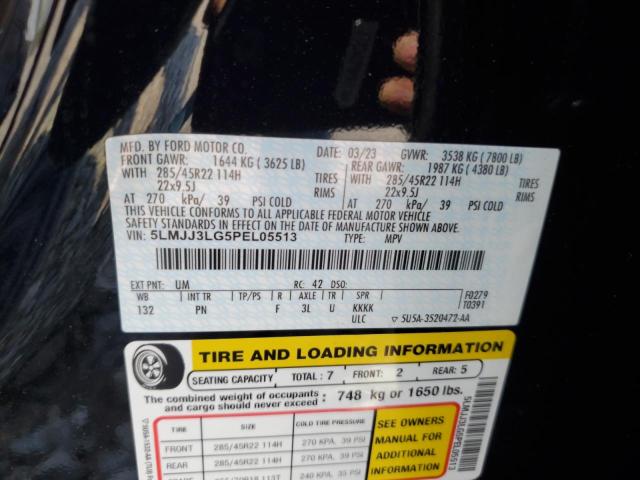 MFD. BY FORD MOTOR CO.
DATE: 03/23 GVWR: 3538 KG ( 7800 LB)
FRONT GAWR: 1644 KG ( 3625 LB) REAR GAWR: 1987 KG ( 4380 LB)
WITH 285/45R22 114H TIRES WITH 285/45R22 114H TIRES
22x9.5J RIMS 22x9.5J RIMS
AT 270 kPa/ 39 PSI COLD AT 270 kPa/ 39 PSI COLD
THIS VEHICLE CONFORMS TO ALL APPLICABLE FEDERAL MOTOR VEHICLE
SAFETY STANDARDS IN EFFECT ON THE DATE OF MANUFACTURE SHOWN ABOVE.
VIN: 5LMJJ3LG5PEL05513 TYPE: MPV
EXT PNT: UM RC: 42 DSO:
WB INT TR TP/PS R AXLE TR SPR F0279
132 PN F 3L U KKKK T0391
ULC ▽ 5U5A-3520472-AA
TIRE AND LOADING INFORMATION
SEATING CAPACITY TOTAL : 7 FRONT: 2 REAR: 5
The combined weight of occupants and cargo should never exceed : 748 kg or 1650 lbs.
TIRE SIZE COLD TIRE PRESSURE
FRONT 285/45R22 114H 270 KPA, 39 PSI
REAR 285/45R22 114H 270 KPA, 39 PSI
113T 240 KPA, 35 PSI
SEE OWNERS
MANUAL FOR
ADDITIONAL
INFORMATION
5LMJJ3LG5PEL05513